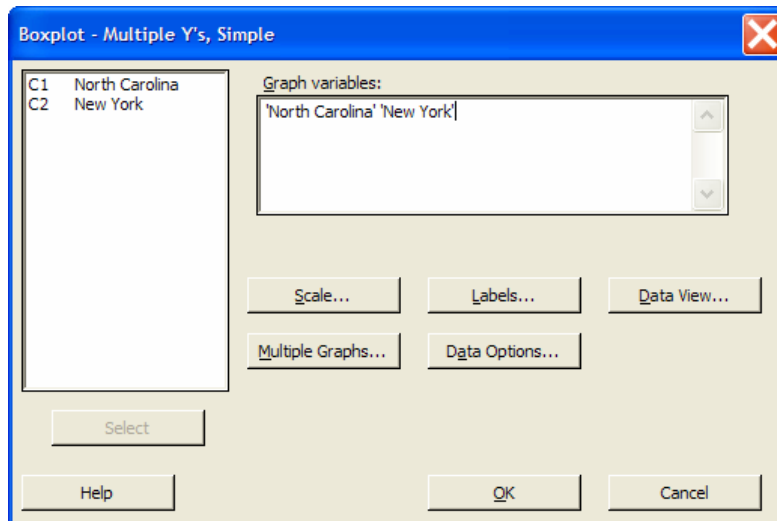 Boxplot - Multiple Y's, Simple
C1 North Carolina
C2 New York
Graph variables:
'North Carolina' 'New York'
Scale...
Labels...
Data View...
Multiple Graphs...
Data Options...
Select
Help
OK
Cancel